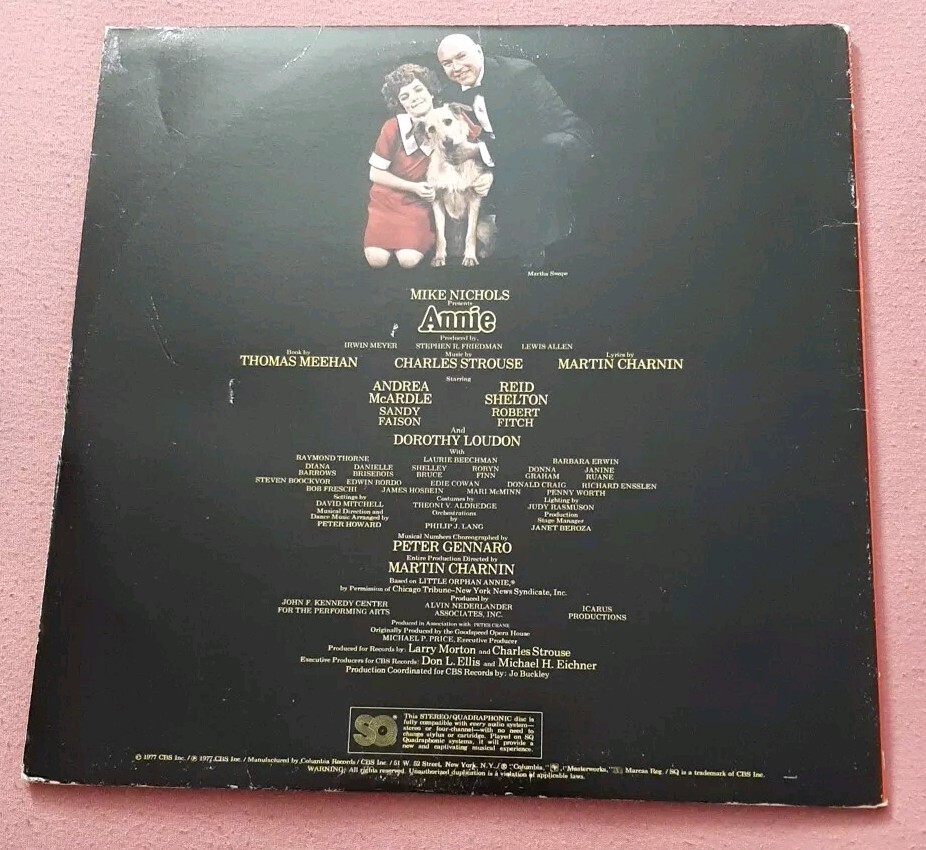 Martha Swope
MIKE NICHOLS
Presents
Annie
Produced by
IRWIN MEYER STEPHEN R. FRIEDMAN LEWIS ALLEN
Book by Music by Lyrics by
THOMAS MEEHAN CHARLES STROUSE MARTIN CHARNIN
Starring
ANDREA REID
McARDLE SHELTON
SANDY ROBERT
FAISON FITCH
And
DOROTHY LOUDON
With
RAYMOND THORNE LAURIE BEECHMAN BARBARA ERWIN
DIANA DANIELLE SHELLEY ROBYN DONNA JANINE
BARROWS BRISEBOIS BRUCE FINN GRAHAM RUANE
STEVEN BOOCKVOR EDWIN BORDO EDIE COWAN DONALD CRAIG RICHARD ENSSLEN
BOB FRESCHI JAMES HOSBEIN MARI McMINN PENNY WORTH
Settings by Costumes by Lighting by
DAVID MITCHELL THEONI V. ALDREDGE JUDY RASMUSON
Musical Direction and Orchestrations Production
Dance Music Arranged by by Stage Manager
PETER HOWARD PHILIP J. LANG JANET BEROZA
Musical Numbers Choreographed by
PETER GENNARO
Entire Production Directed by
MARTIN CHARNIN
Based on LITTLE ORPHAN ANNIE,®
by Permission of Chicago Tribune–New York News Syndicate, Inc.
Produced by
JOHN F. KENNEDY CENTER ALVIN NEDERLANDER ICARUS
FOR THE PERFORMING ARTS ASSOCIATES, INC. PRODUCTIONS
Produced in Association with PETER CRANE
Originally Produced by the Goodspeed Opera House
MICHAEL P. PRICE, Executive Producer
Produced for Records by: Larry Morton and Charles Strouse
Executive Producers for CBS Records: Don L. Ellis and Michael H. Eichner
Production Coordinated for CBS Records by: Jo Buckley
SQ®
This STEREO/QUADRAPHONIC disc is
fully compatible with every audio system—
stereo or four-channel—with no need to
change stylus or cartridge. Played on SQ
Quadraphonic systems, it will provide a
new and captivating musical experience.
© 1977 CBS Inc. / ℗ 1977 CBS Inc. / Manufactured by Columbia Records / CBS Inc. / 51 W. 52 Street, New York, N.Y. / ® "Columbia," "Masterworks," Marcas Reg. / SQ is a trademark of CBS Inc.
WARNING: All rights reserved. Unauthorized duplication is a violation of applicable laws.